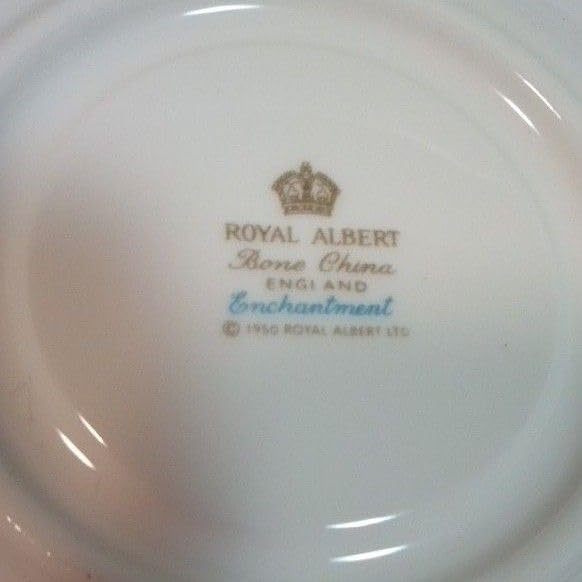 ROYAL ALBERT
Bone China
ENGLAND
Enchantment
© 1950 ROYAL ALBERT LTD